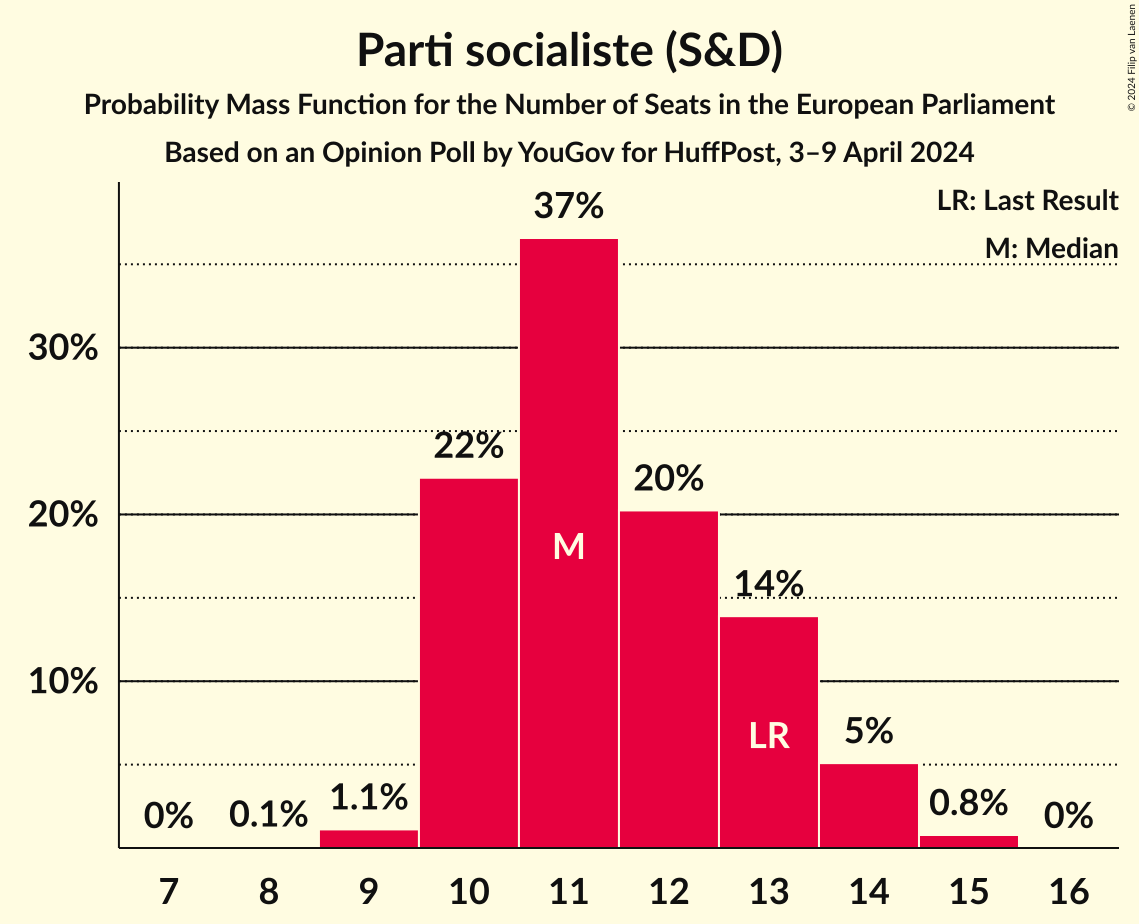 Parti socialiste (S&D)
Probability Mass Function for the Number of Seats in the European Parliament
Based on an Opinion Poll by YouGov for HuffPost, 3–9 April 2024
© 2024 Filip van Laenen
LR: Last Result
M: Median
30%
20%
10%
0%
0.1%
1.1%
22%
37%
20%
14%
5%
0.8%
0%
M
LR
7 8 9 10 11 12 13 14 15 16